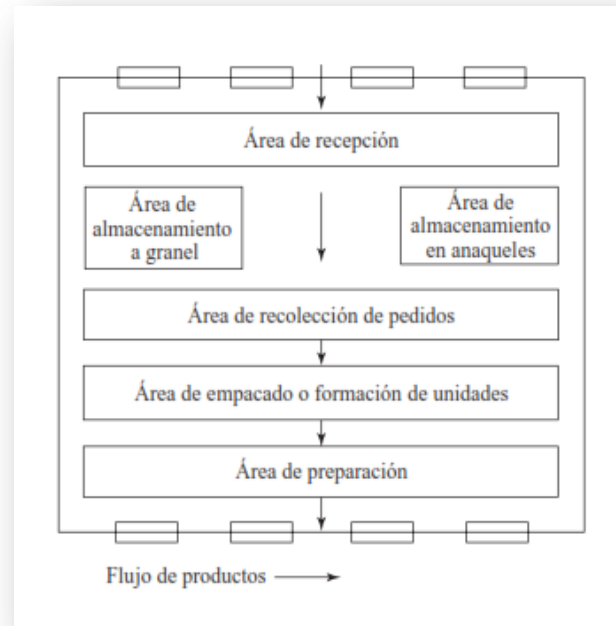 Área de recepción
Área de
almacenamiento
a granel
Área de
almacenamiento
en anaqueles
Área de recolección de pedidos
Área de empacado o formación de unidades
Área de preparación
Flujo de productos